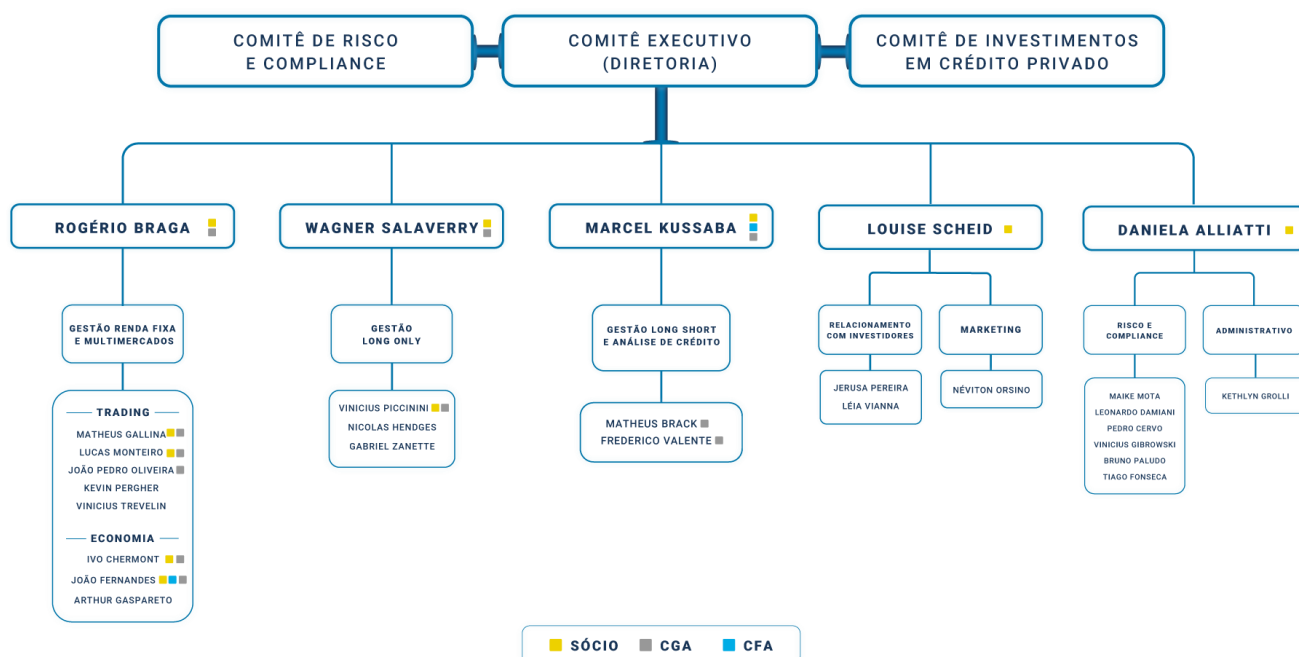 COMITÊ DE RISCO
E COMPLIANCE
COMITÊ EXECUTIVO
(DIRETORIA)
COMITÊ DE INVESTIMENTOS
EM CRÉDITO PRIVADO
ROGÉRIO BRAGA
WAGNER SALAVERRY
MARCEL KUSSABA
LOUISE SCHEID
DANIELA ALLIATTI
GESTÃO RENDA FIXA
E MULTIMERCADOS
GESTÃO
LONG ONLY
GESTÃO LONG SHORT
E ANÁLISE DE CRÉDITO
RELACIONAMENTO
COM INVESTIDORES
MARKETING
RISCO E
COMPLIANCE
ADMINISTRATIVO
TRADING
MATHEUS GALLINA
LUCAS MONTEIRO
JOÃO PEDRO OLIVEIRA
KEVIN PERGHER
VINICIUS TREVELIN
ECONOMIA
IVO CHERMONT
JOÃO FERNANDES
ARTHUR GASPARETO
VINICIUS PICCININI
NICOLAS HENDGES
GABRIEL ZANETTE
MATHEUS BRACK
FREDERICO VALENTE
JERUSA PEREIRA
LÉIA VIANNA
NÉVITON ORSINO
MAIKE MOTA
LEONARDO DAMIANI
PEDRO CERVO
VINICIUS GIBROWSKI
BRUNO PALUDO
TIAGO FONSECA
KETHLYN GROLLI
SÓCIO
CGA
CFA